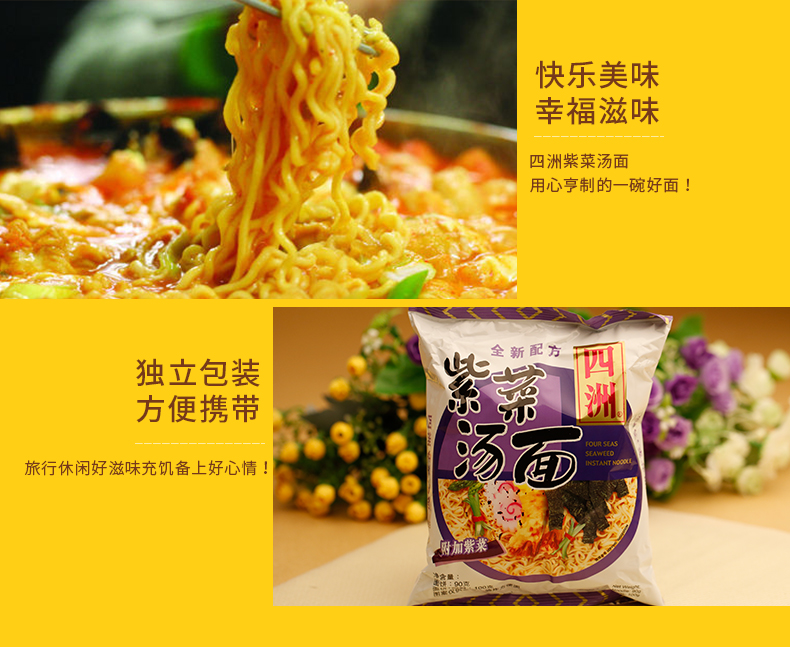 快乐美味
幸福滋味
四洲紫菜汤面
用心亨制的一碗好面！
独立包装
方便携带
旅行休闲好滋味充饥备上好心情！
全新配方
紫菜
汤面
四洲
FOUR SEAS
SEAWEED
INSTANT NOODLE
附加紫菜